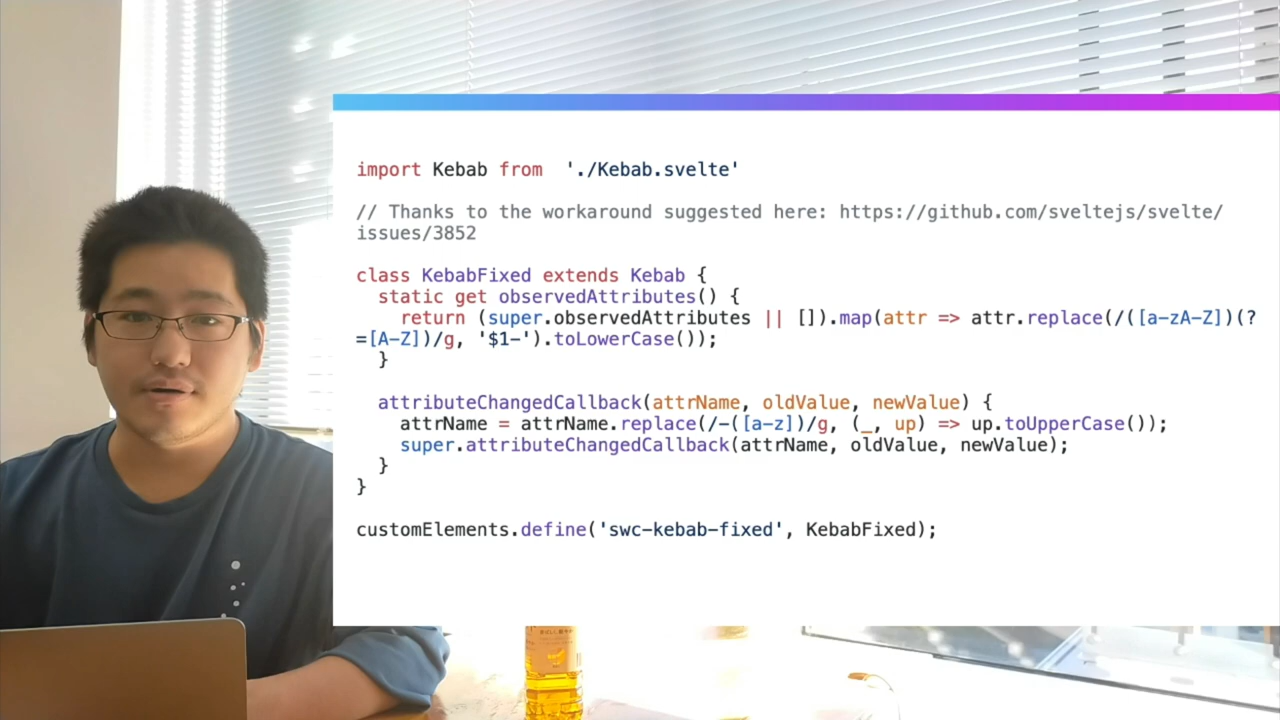 import Kebab from  './Kebab.svelte'
// Thanks to the workaround suggested here: https://github.com/sveltejs/svelte/
issues/3852
class KebabFixed extends Kebab {
  static get observedAttributes() {
    return (super.observedAttributes || []).map(attr => attr.replace(/([a-zA-Z])(?
=[A-Z])/g, '$1-').toLowerCase());
  }
  attributeChangedCallback(attrName, oldValue, newValue) {
    attrName = attrName.replace(/-([a-z])/g, (_, up) => up.toUpperCase());
    super.attributeChangedCallback(attrName, oldValue, newValue);
  }
}
customElements.define('swc-kebab-fixed', KebabFixed);